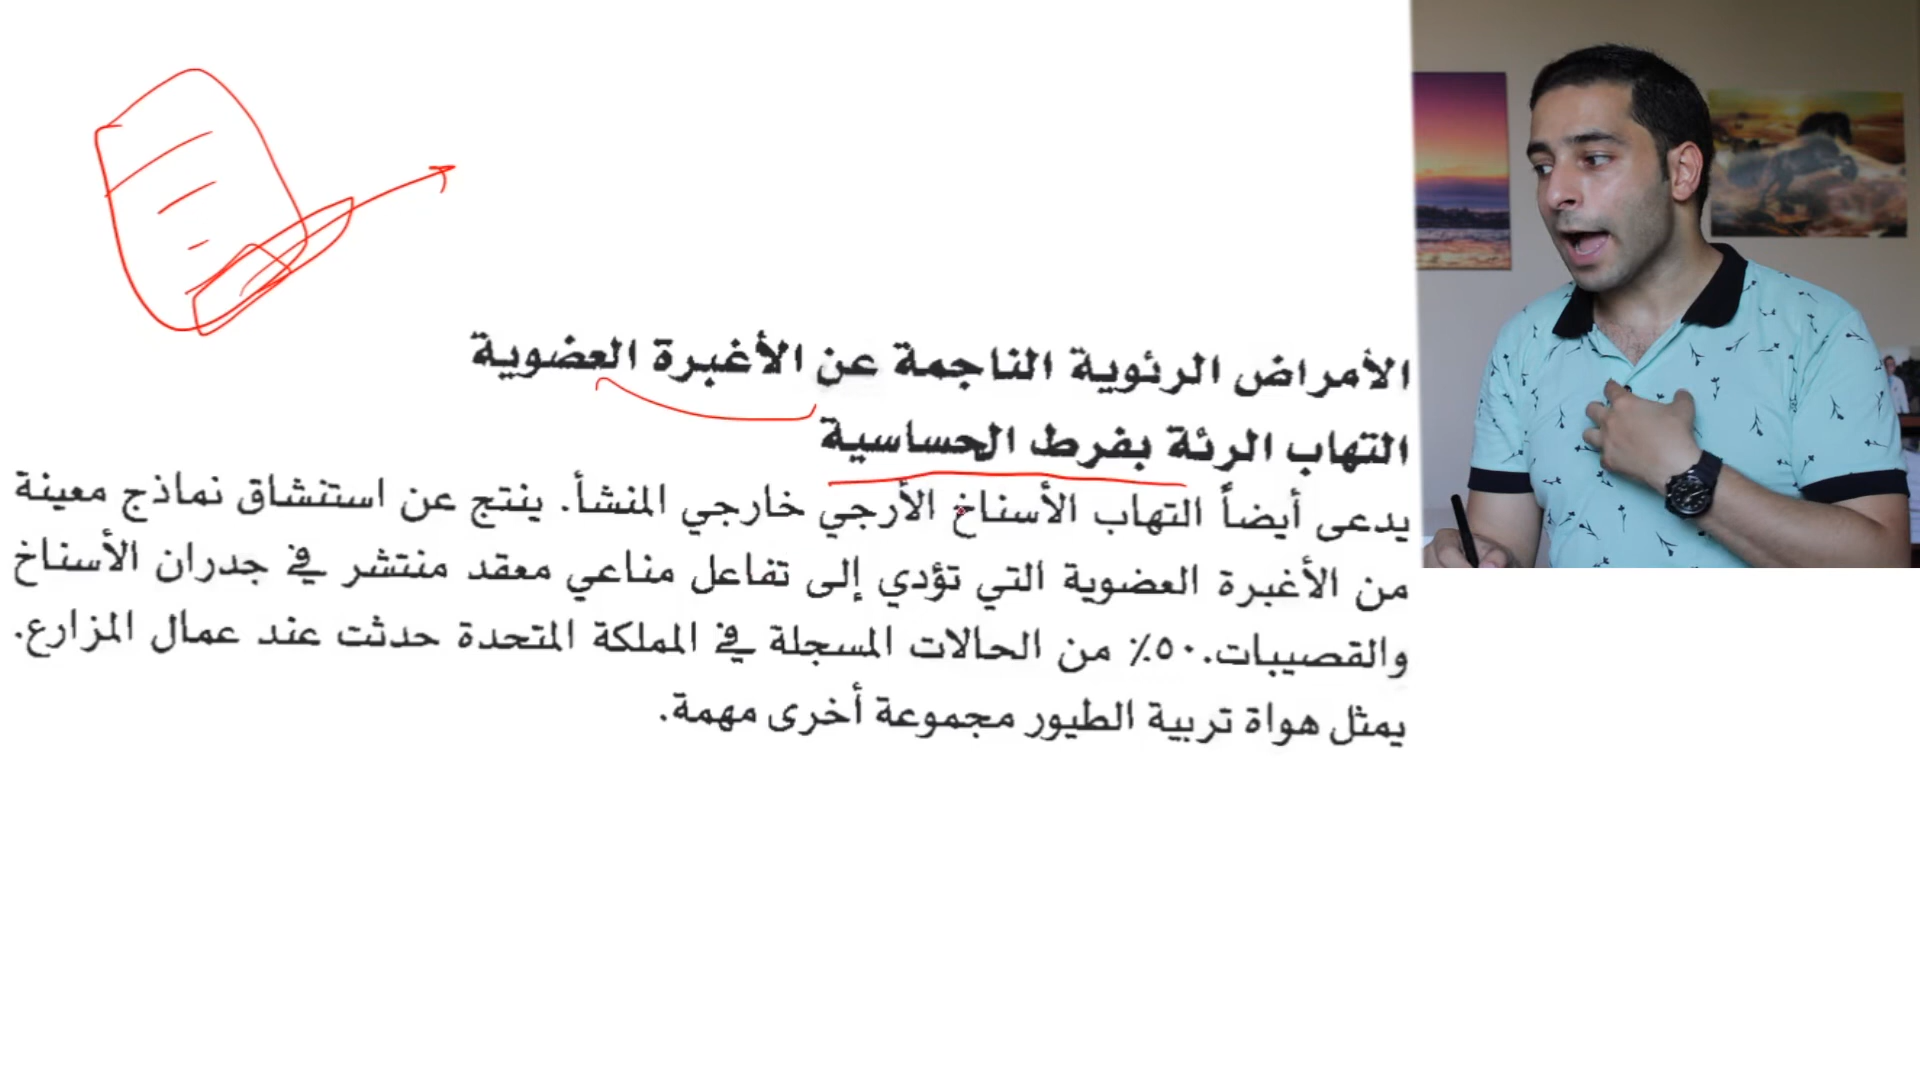 الأمراض الرئوية الناجمة عن الأغبرة العضوية
التهاب الرئة بفرط الحساسية
يدعى أيضاً التهاب الأسناخ الأرجي خارجي المنشأ. ينتج عن استنشاق نماذج معينة
من الأغبرة العضوية التي تؤدي إلى تفاعل مناعي معقد منتشر في جدران الأسناخ
والقصيبات. ٥٠٪ من الحالات المسجلة في المملكة المتحدة حدثت عند عمال المزارع.
يمثل هواة تربية الطيور مجموعة أخرى مهمة.